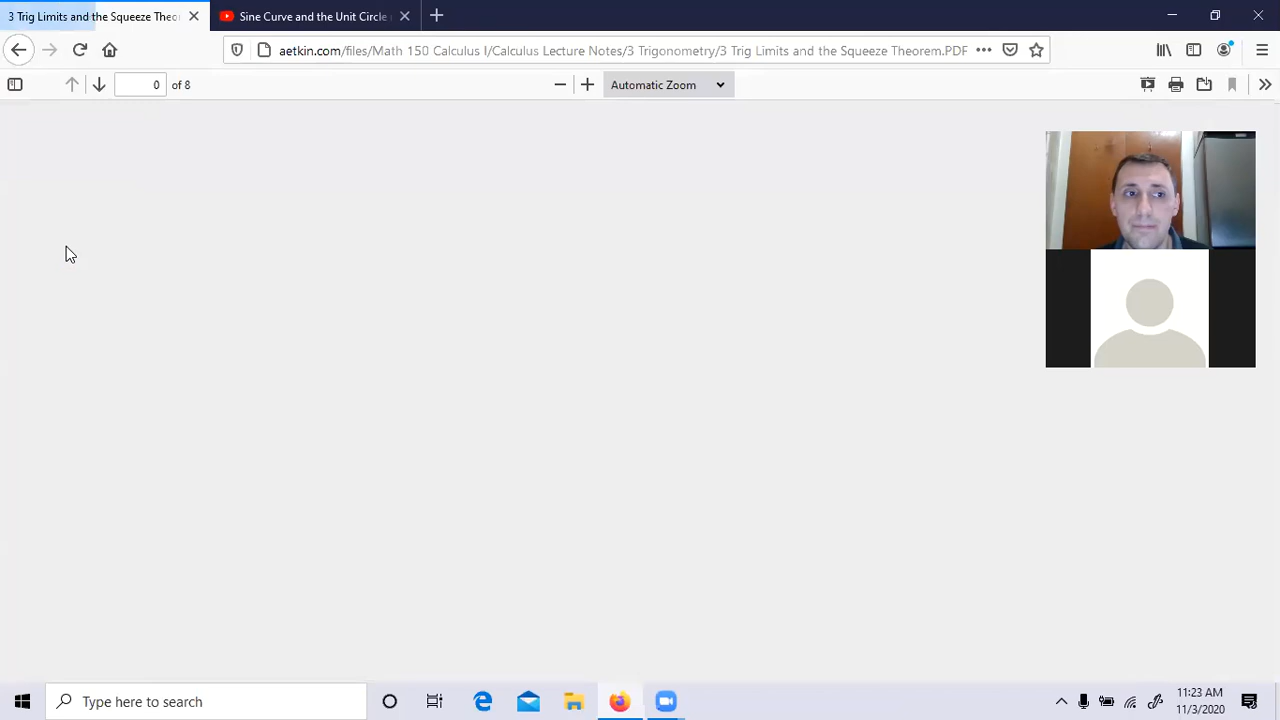 3 Trig Limits and the Squeeze Theor
Sine Curve and the Unit Circle
aetkin.com/files/Math 150 Calculus I/Calculus Lecture Notes/3 Trigonometry/3 Trig Limits and the Squeeze Theorem.PDF
0 of 8
Automatic Zoom
Type here to search
11:23 AM
11/3/2020